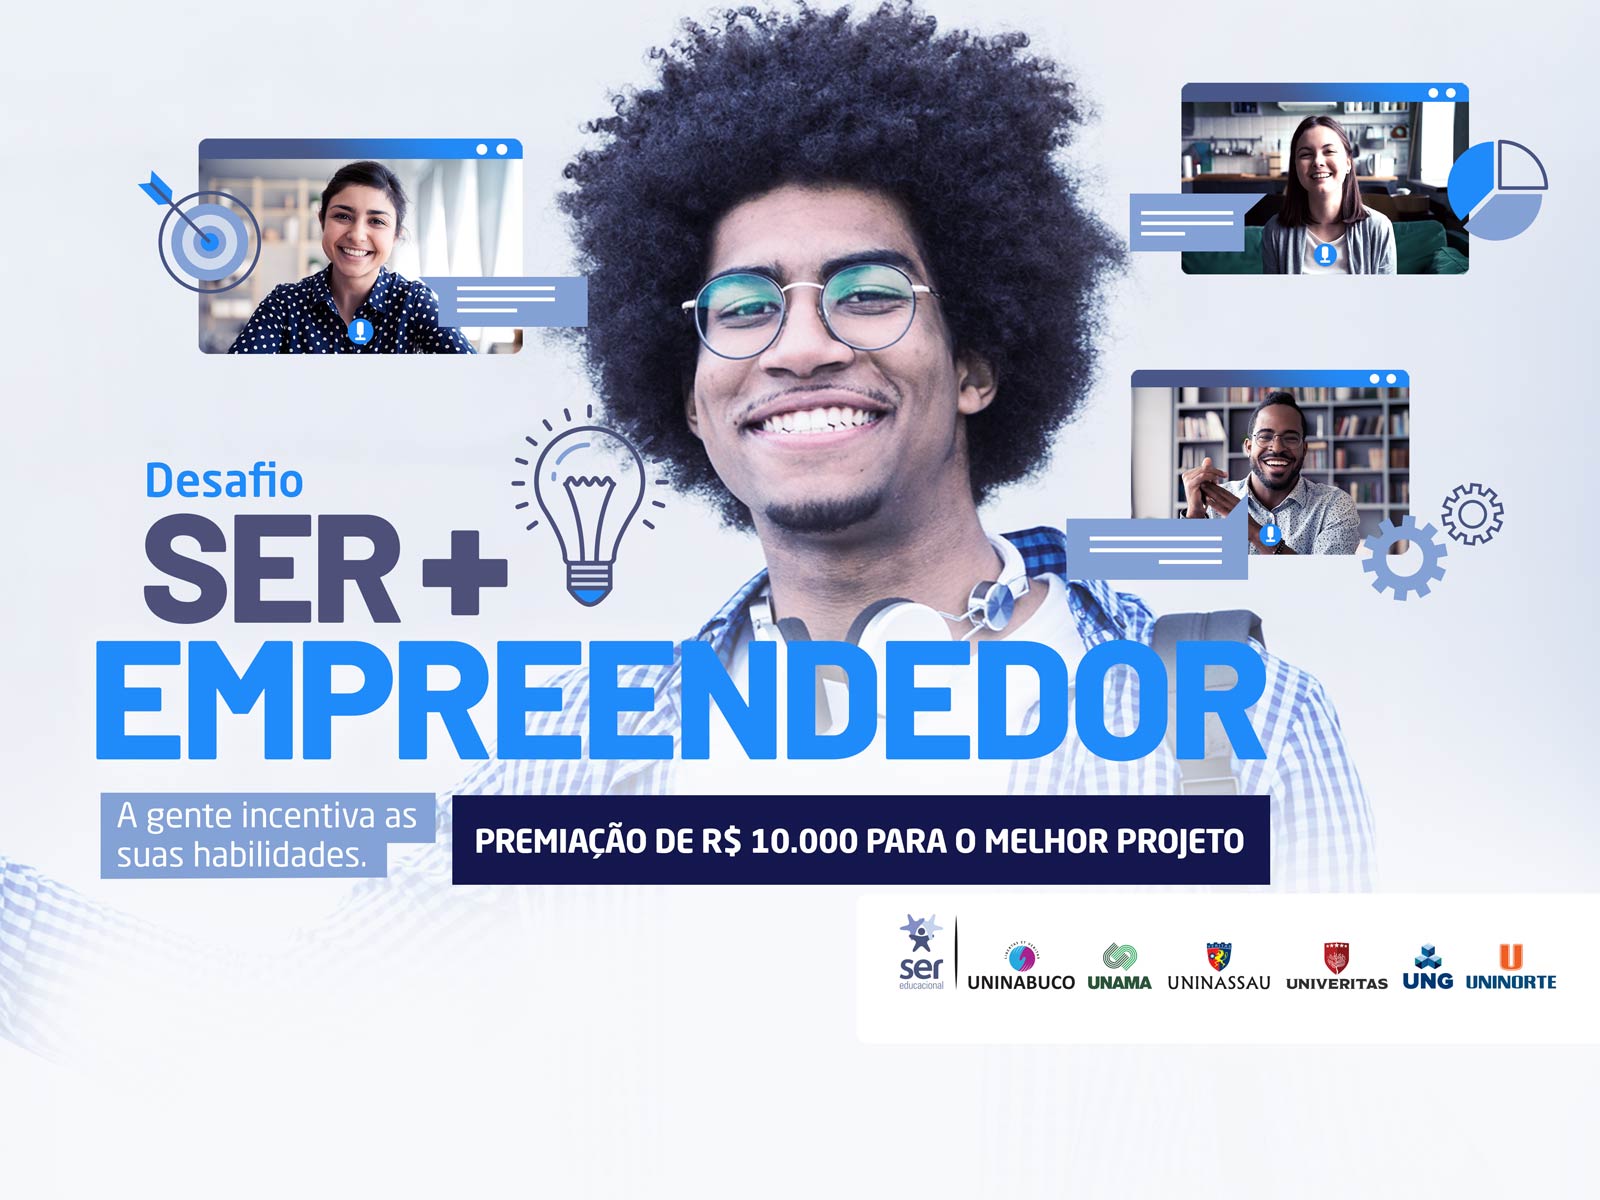 Desafio
SER +
EMPREENDEDOR
A gente incentiva as
suas habilidades.
PREMIAÇÃO DE R$ 10.000 PARA O MELHOR PROJETO
ser
educacional
UNINABUCO
UNAMA
UNINASSAU
UNIVERITAS
UNG
U
UNINORTE